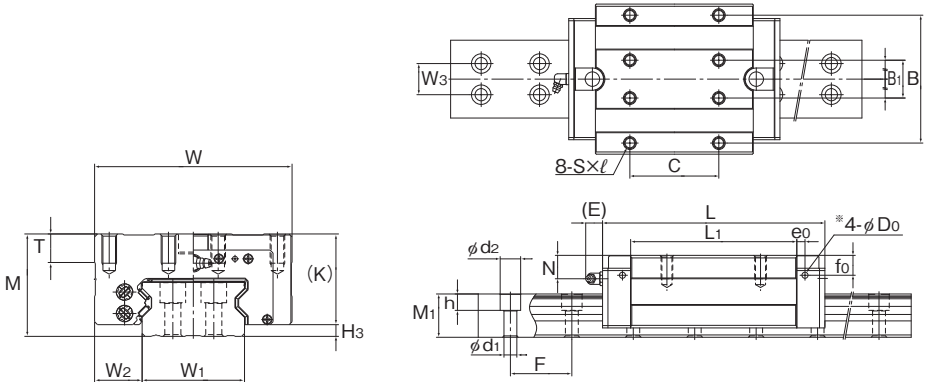 W3
B1
B
8-S×ℓ
C
W
(E)
L
L1
e0
※4-φD0
T
φd2
N
f0
M
(K)
h
M1
H3
φd1
F
W2
W1